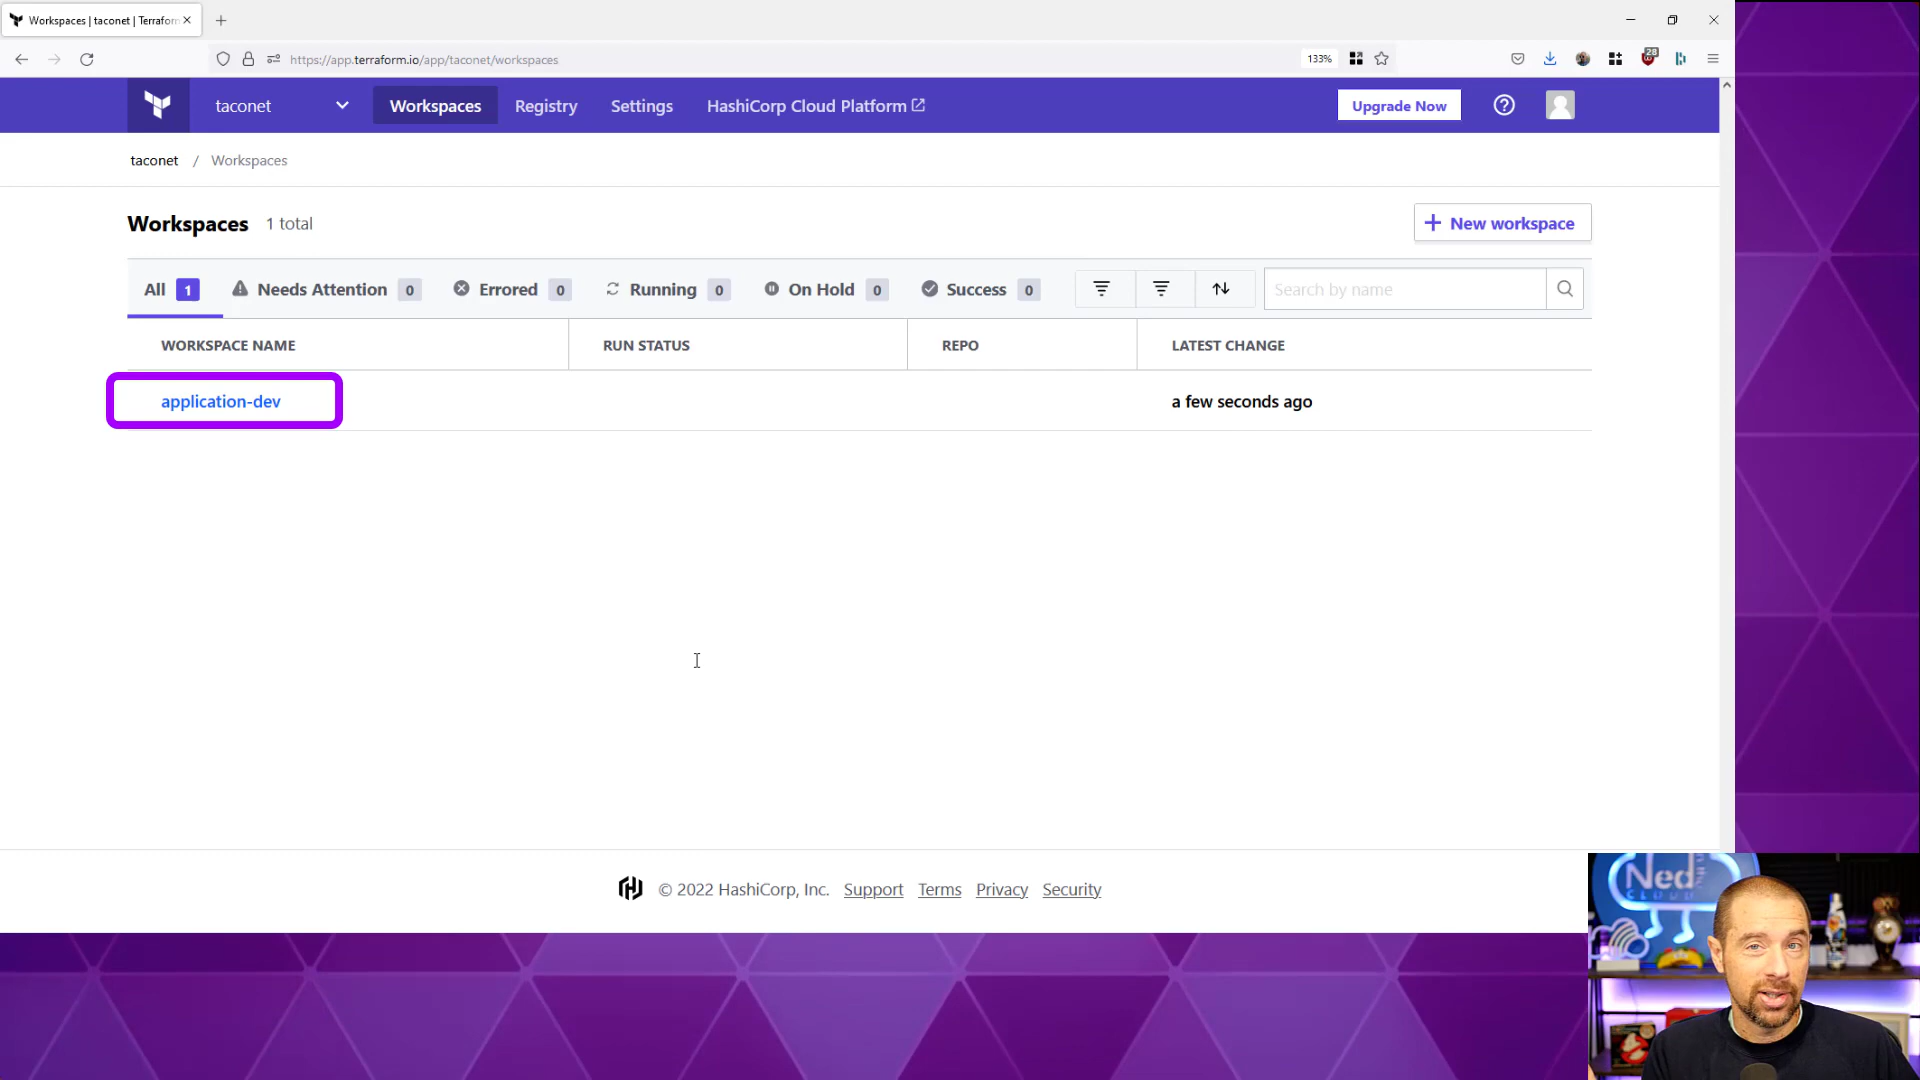 Workspaces | taconet | Terraform
https://app.terraform.io/app/taconet/workspaces
133%
28
taconet
Workspaces
Registry
Settings
HashiCorp Cloud Platform
Upgrade Now
taconet / Workspaces
Workspaces 1 total
New workspace
All 1
Needs Attention 0
Errored 0
Running 0
On Hold 0
Success 0
Search by name
WORKSPACE NAME
RUN STATUS
REPO
LATEST CHANGE
application-dev
a few seconds ago
© 2022 HashiCorp, Inc. Support Terms Privacy Security
Ned
CLOUD